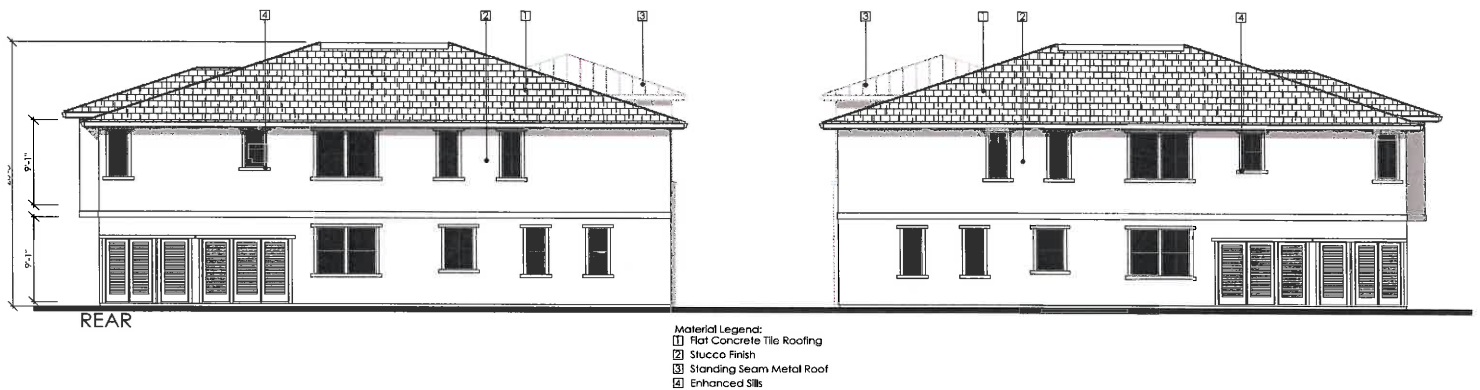 4 2 1 3 3 1 2 4
9'-1"
9'-1"
REAR
Material Legend:
1 Flat Concrete Tile Roofing
2 Stucco Finish
3 Standing Seam Metal Roof
4 Enhanced Sills